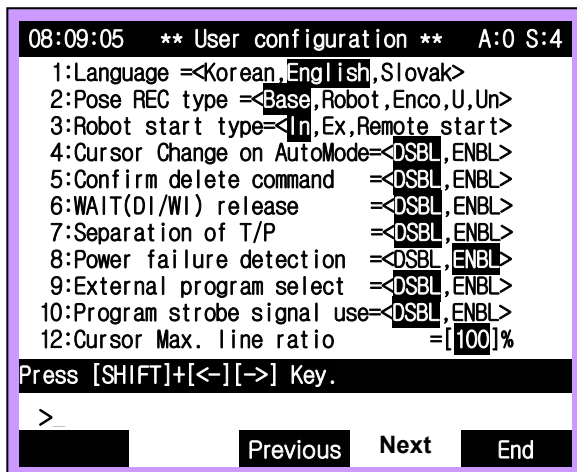 08:09:05 ** User configuration ** A:0 S:4
1:Language =<Korean,English,Slovak>
2:Pose REC type =<Base,Robot,Enco,U,Un>
3:Robot start type=<In,Ex,Remote start>
4:Cursor Change on AutoMode=<DSBL,ENBL>
5:Confirm delete command =<DSBL,ENBL>
6:WAIT(DI/WI) release =<DSBL,ENBL>
7:Separation of T/P =<DSBL,ENBL>
8:Power failure detection =<DSBL,ENBL>
9:External program select =<DSBL,ENBL>
10:Program strobe signal use=<DSBL,ENBL>
12:Cursor Max. line ratio =[100]%
Press [SHIFT]+[<-][->] Key.
>_
Previous Next End